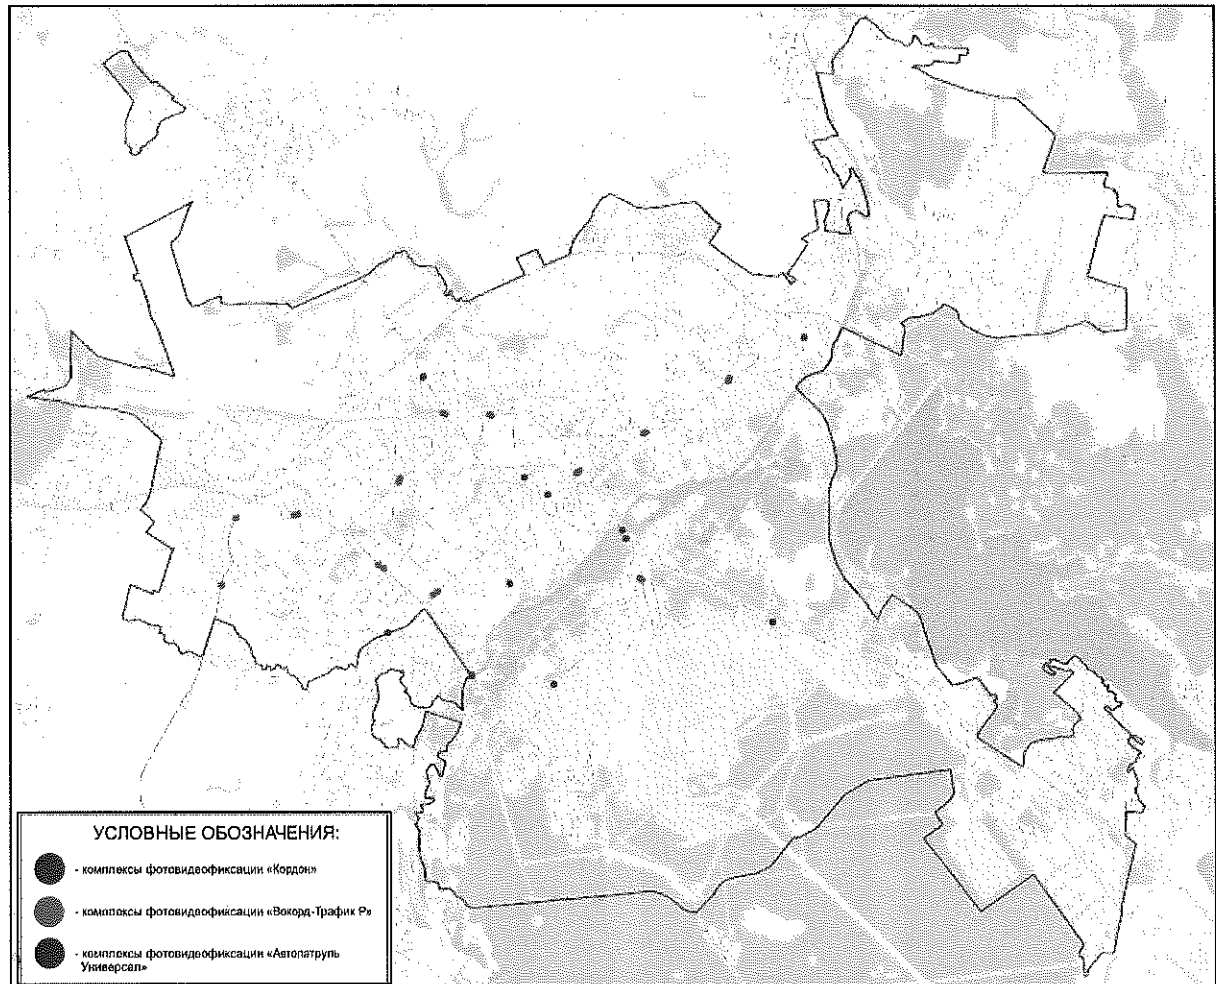 УСЛОВНЫЕ ОБОЗНАЧЕНИЯ:
- комплексы фотовидеофиксации «Кордон»
- комплексы фотовидеофиксации «Вокорд-Трафик Р»
- комплексы фотовидеофиксации «Автопатруль
Универсал»